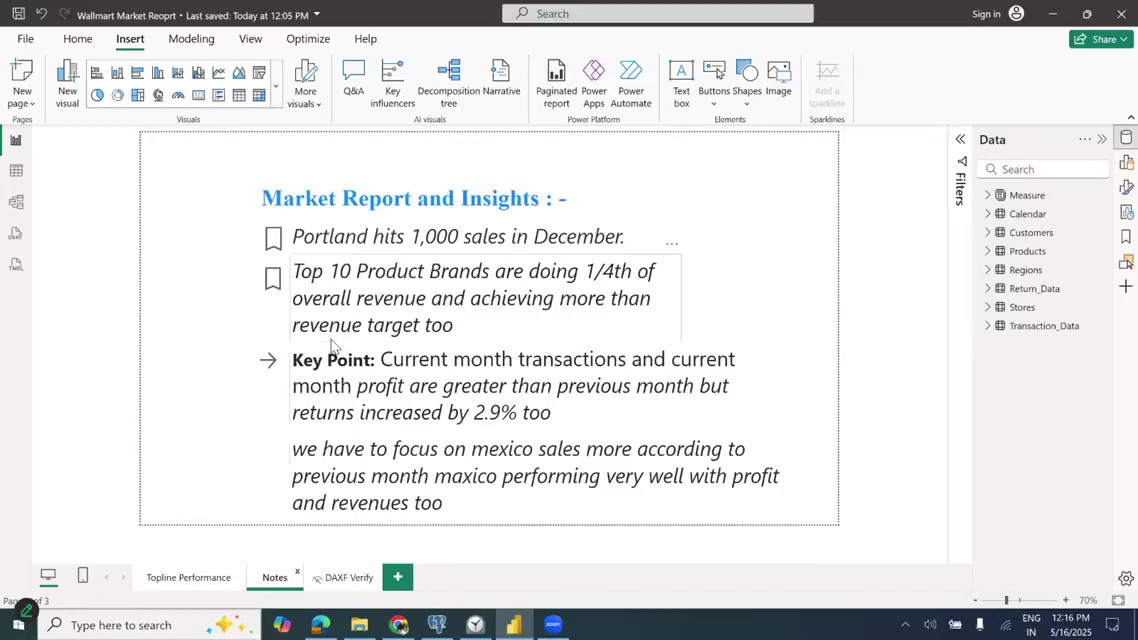 Wallmart Market Reoprt • Last saved: Today at 12:05 PM
Search
Sign in
File
Home
Insert
Modeling
View
Optimize
Help
Share
New page
New visual
More visuals
Q&A
Key influencers
Decomposition tree
Narrative
Paginated report
Power Apps
Power Automate
Text box
Buttons
Shapes
Image
Add a sparkline
Pages
Visuals
AI visuals
Power Platform
Elements
Sparklines
Market Report and Insights : -
Portland hits 1,000 sales in December.
Top 10 Product Brands are doing 1/4th of
overall revenue and achieving more than
revenue target too
Key Point: Current month transactions and current
month profit are greater than previous month but
returns increased by 2.9% too
we have to focus on mexico sales more according to
previous month maxico performing very well with profit
and revenues too
Filters
Data
Search
Measure
Calendar
Customers
Products
Regions
Return_Data
Stores
Transaction_Data
Topline Performance
Notes
x
DAXF Verify
of 3
70%
Type here to search
zoom
ENG
IN
12:16 PM
5/16/2025